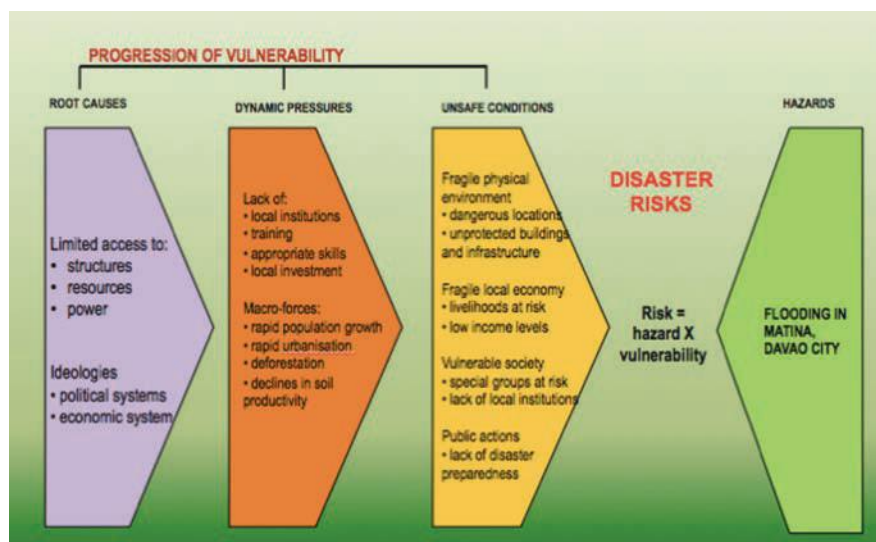 PROGRESSION OF VULNERABILITY
ROOT CAUSES
DYNAMIC PRESSURES
UNSAFE CONDITIONS
HAZARDS
Limited access to:
• structures
• resources
• power
Ideologies
• political systems
• economic system
Lack of:
• local institutions
• training
• appropriate skills
• local investment
Macro-forces:
• rapid population growth
• rapid urbanisation
• deforestation
• declines in soil
productivity
Fragile physical
environment
• dangerous locations
• unprotected buildings
and infrastructure
Fragile local economy
• livelihoods at risk
• low income levels
Vulnerable society
• special groups at risk
• lack of local institutions
Public actions
• lack of disaster
preparedness
DISASTER
RISKS
Risk =
hazard X
vulnerability
FLOODING IN
MATINA,
DAVAO CITY